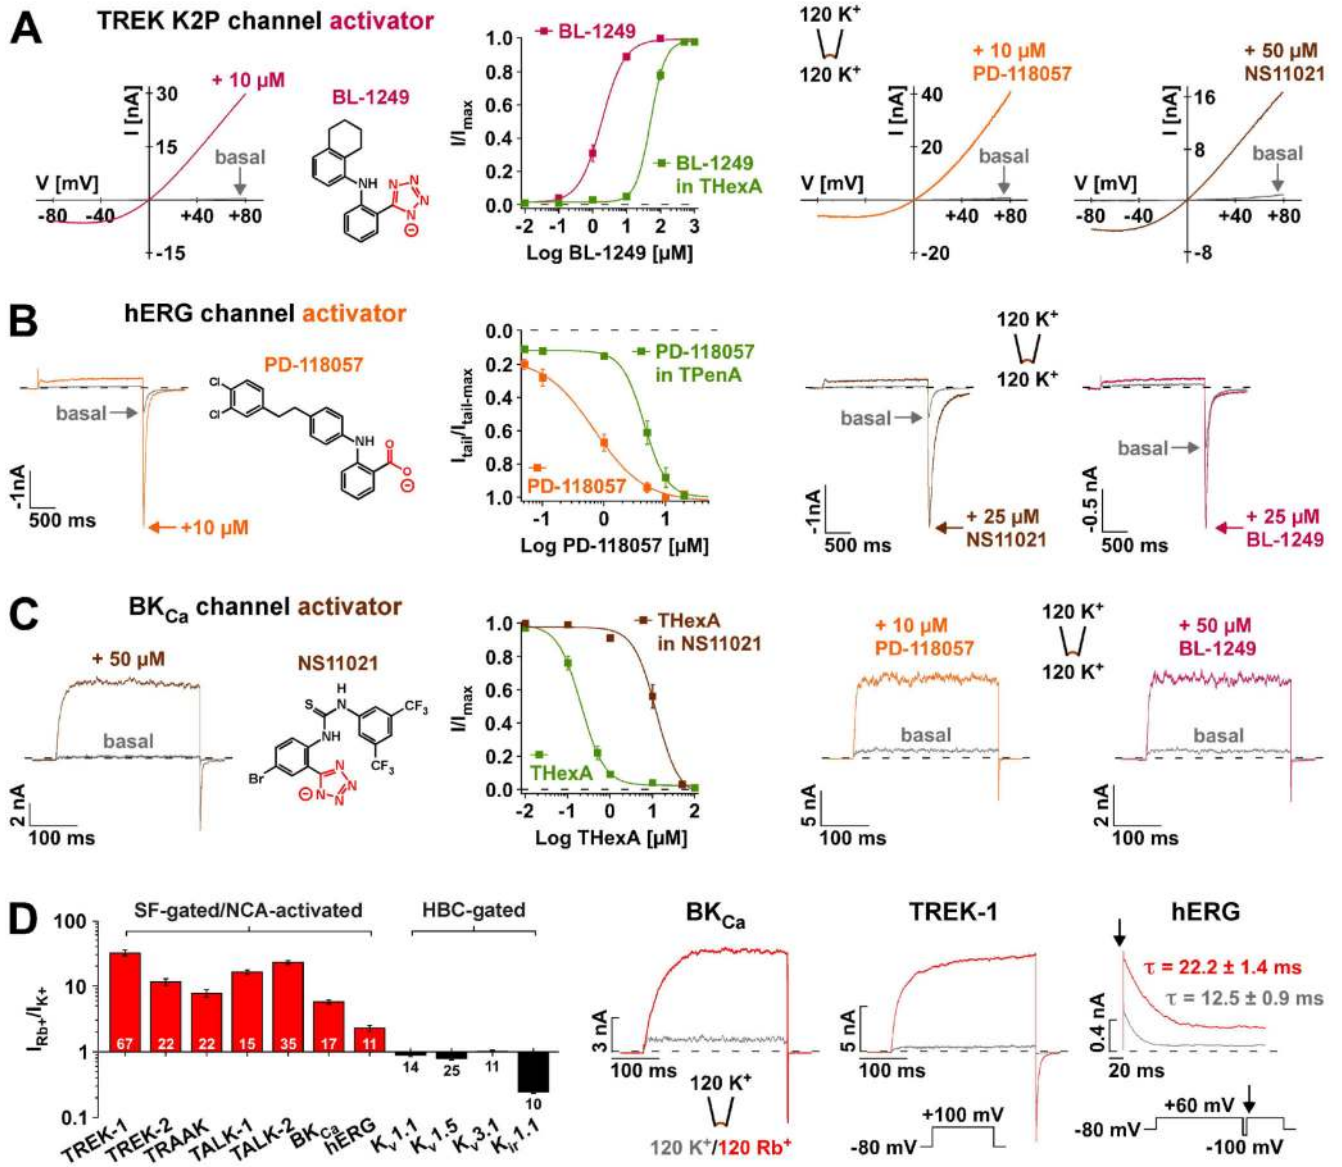 A
TREK K2P channel activator
+ 10 µM
BL-1249
I [nA]
30
15
-15
basal
V [mV]
-80 -40 +40 +80
NH
N N N N
⊖
BL-1249
BL-1249
in THexA
I/Imax
1.0
0.8
0.6
0.4
0.2
0.0
-2 -1 0 1 2 3
Log BL-1249 [µM]
120 K+
120 K+
+ 10 µM
PD-118057
I [nA]
40
20
-20
basal
V [mV]
+40 +80
+ 50 µM
NS11021
I [nA]
16
8
-8
basal
V [mV]
-80 -40 +40 +80
B
hERG channel activator
PD-118057
basal
+10 µM
-1nA
500 ms
Cl
Cl
NH
O
O
⊖
PD-118057
in TPenA
PD-118057
Itail/Itail-max
0.0
0.2
0.4
0.6
0.8
1.0
-1 0 1
Log PD-118057 [µM]
120 K+
120 K+
basal
+ 25 µM
NS11021
-1nA
500 ms
basal
+ 25 µM
BL-1249
-0.5 nA
500 ms
C
BKCa channel activator
+ 50 µM
NS11021
basal
2 nA
100 ms
H
S N
NH
CF3
CF3
Br
N N N N
⊖
THexA
in NS11021
THexA
I/Imax
1.0
0.8
0.6
0.4
0.2
0.0
-2 -1 0 1 2
Log THexA [µM]
+ 10 µM
PD-118057
basal
5 nA
100 ms
120 K+
120 K+
+ 50 µM
BL-1249
basal
2 nA
100 ms
D
SF-gated/NCA-activated
HBC-gated
IRb+/IK+
100
10
1
0.1
67 22 22 15 35 17 11 14 25 11 10
TREK-1 TREK-2 TRAAK TALK-1 TALK-2 BKCa hERG Kv1.1 Kv1.5 Kv3.1 Kir1.1
BKCa
3 nA
100 ms
120 K+
120 K+/120 Rb+
TREK-1
5 nA
100 ms
+100 mV
-80 mV
hERG
τ = 22.2 ± 1.4 ms
τ = 12.5 ± 0.9 ms
0.4 nA
20 ms
+60 mV
-80 mV
-100 mV